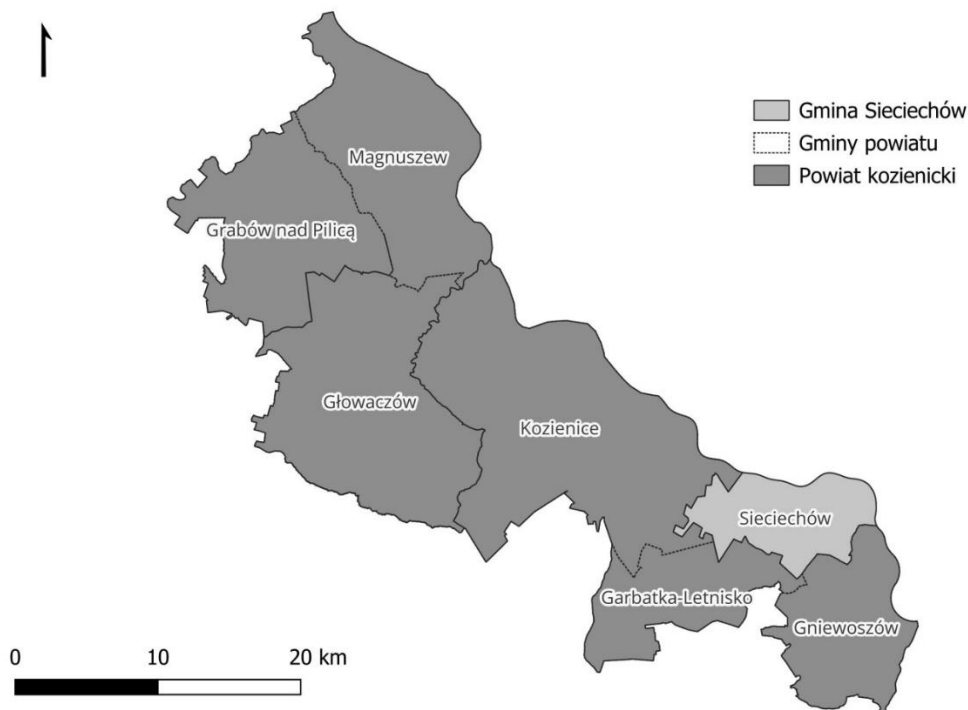 Gmina Sieciechów
Gminy powiatu
Powiat kozienicki
Magnuszew
Grabów nad Pilicą
Głowaczów
Kozienice
Sieciechów
Garbatka-Letnisko
Gniewoszów
0 10 20 km